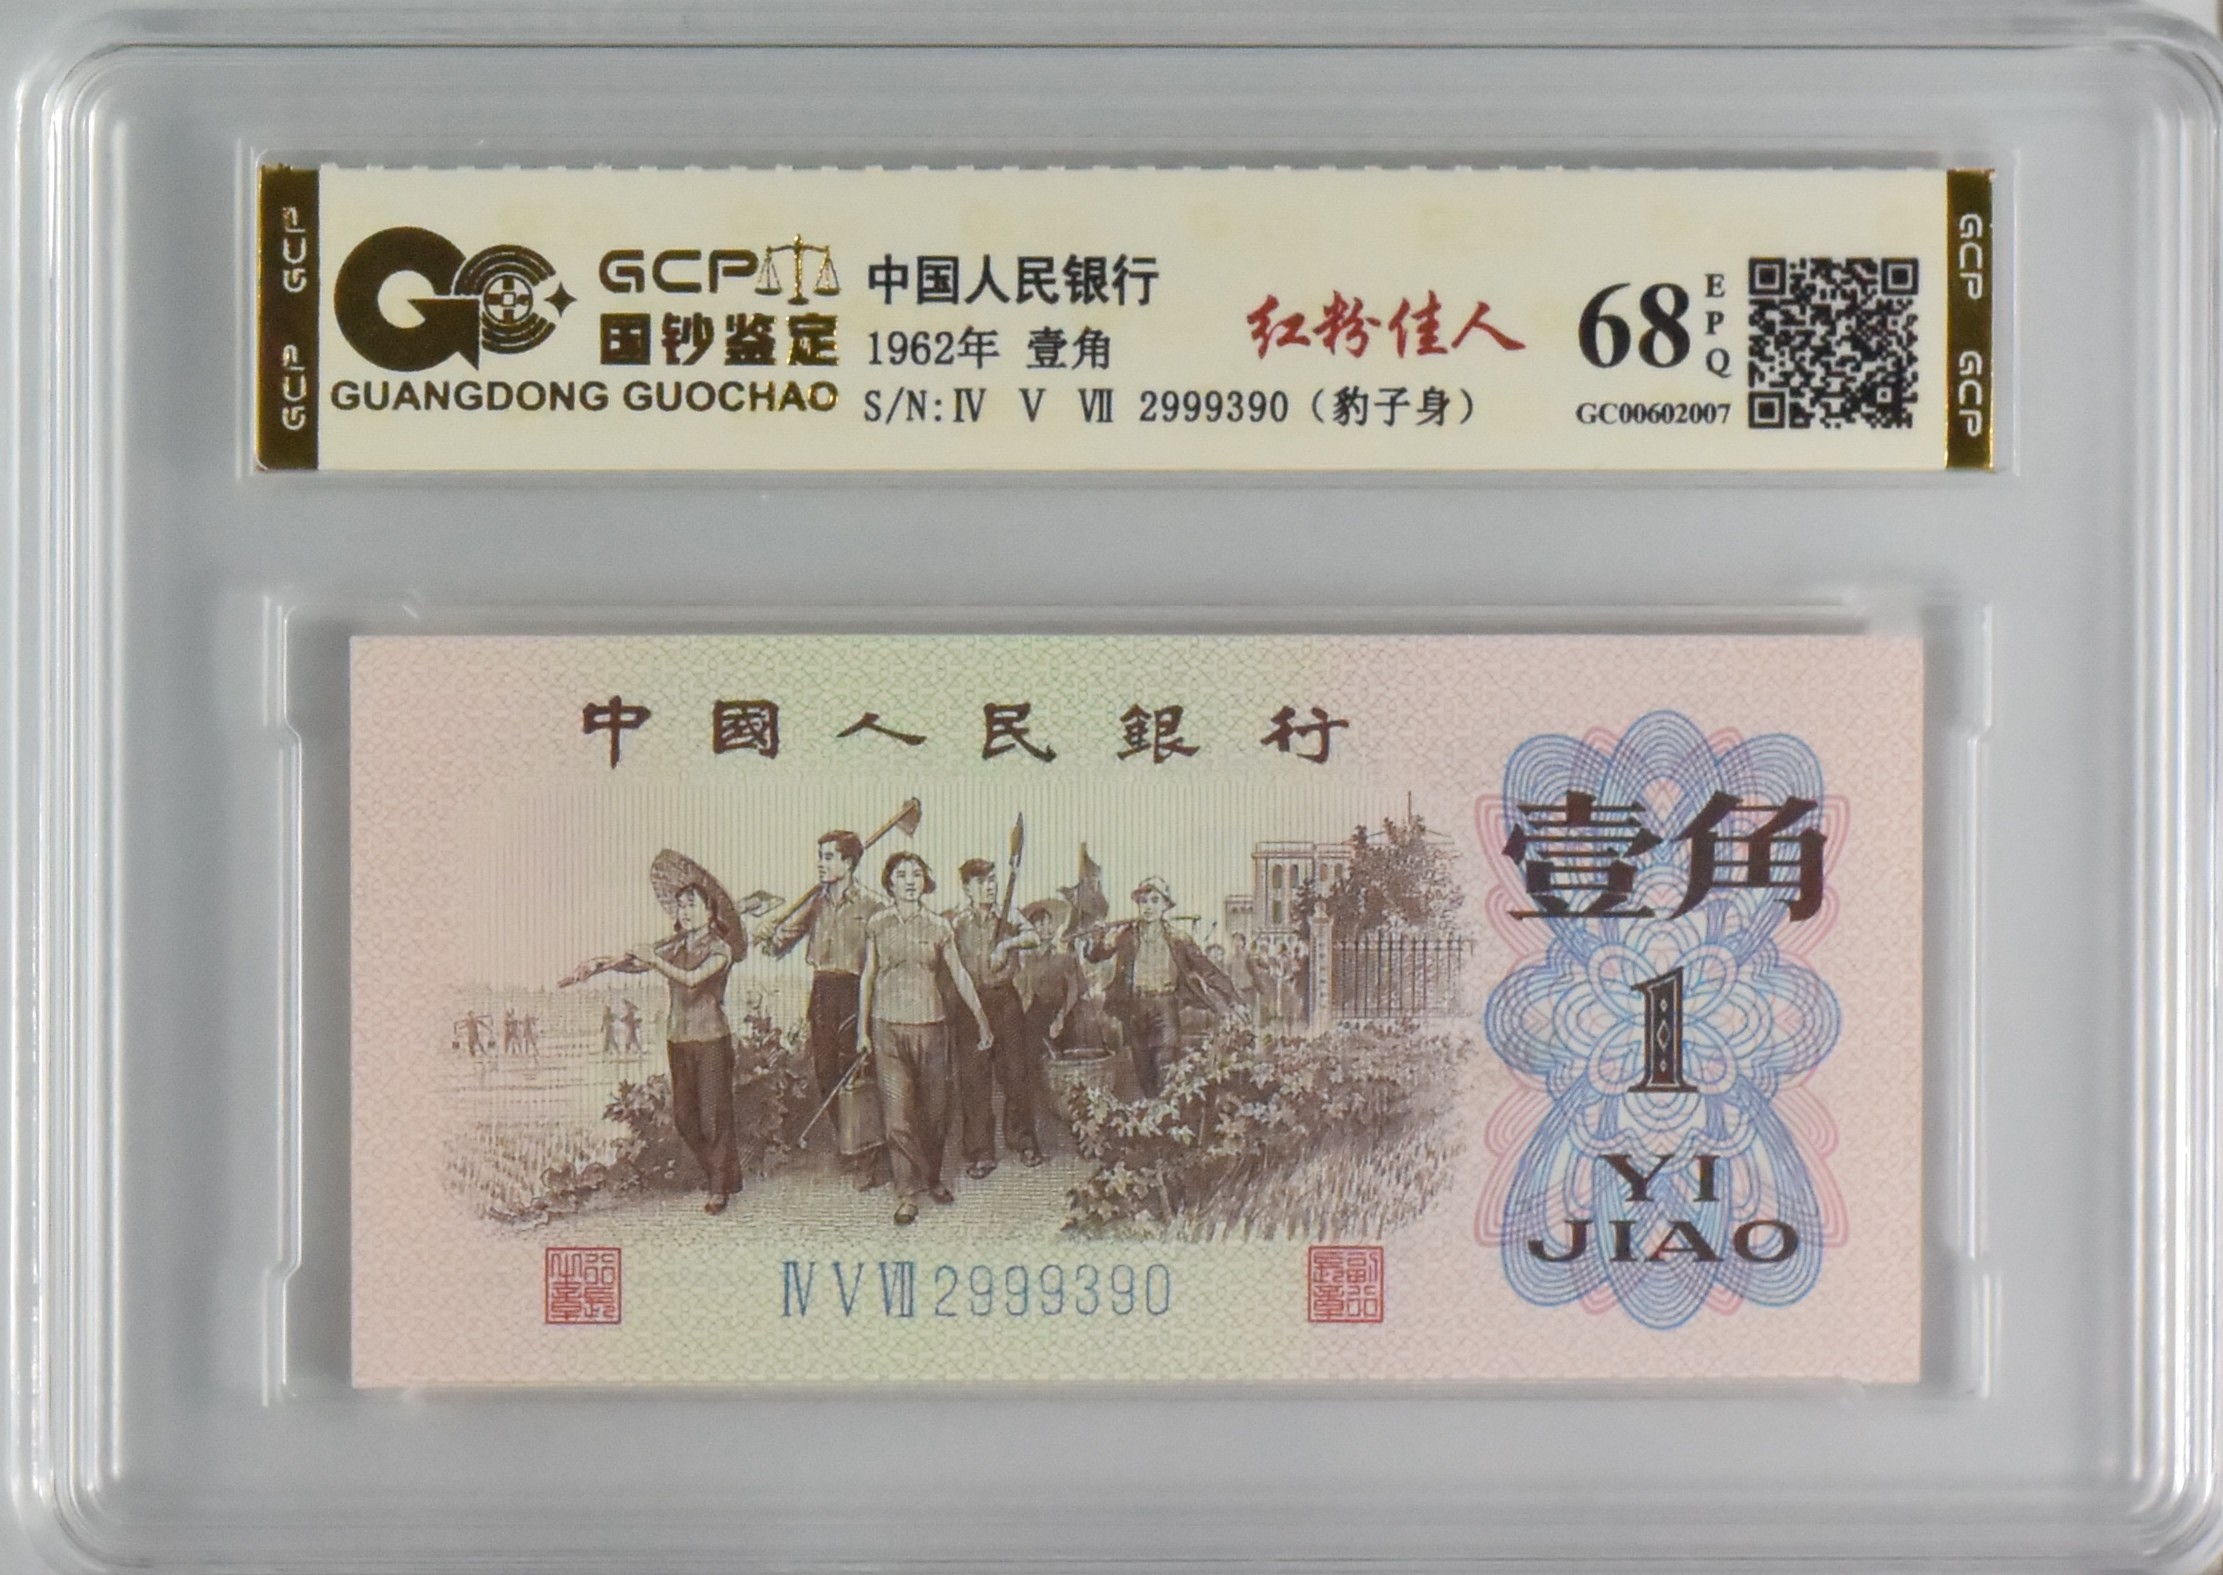 GCP
国钞鉴定
GUANGDONG GUOCHAO
中国人民银行
1962年 壹角
S/N:Ⅳ Ⅴ Ⅶ 2999390（豹子身）
红粉佳人
68
EPQ
GC00602007
GCP GCP
GCP GCP
中國人民銀行
壹角
1
YI
JIAO
Ⅳ Ⅴ Ⅶ 2999390